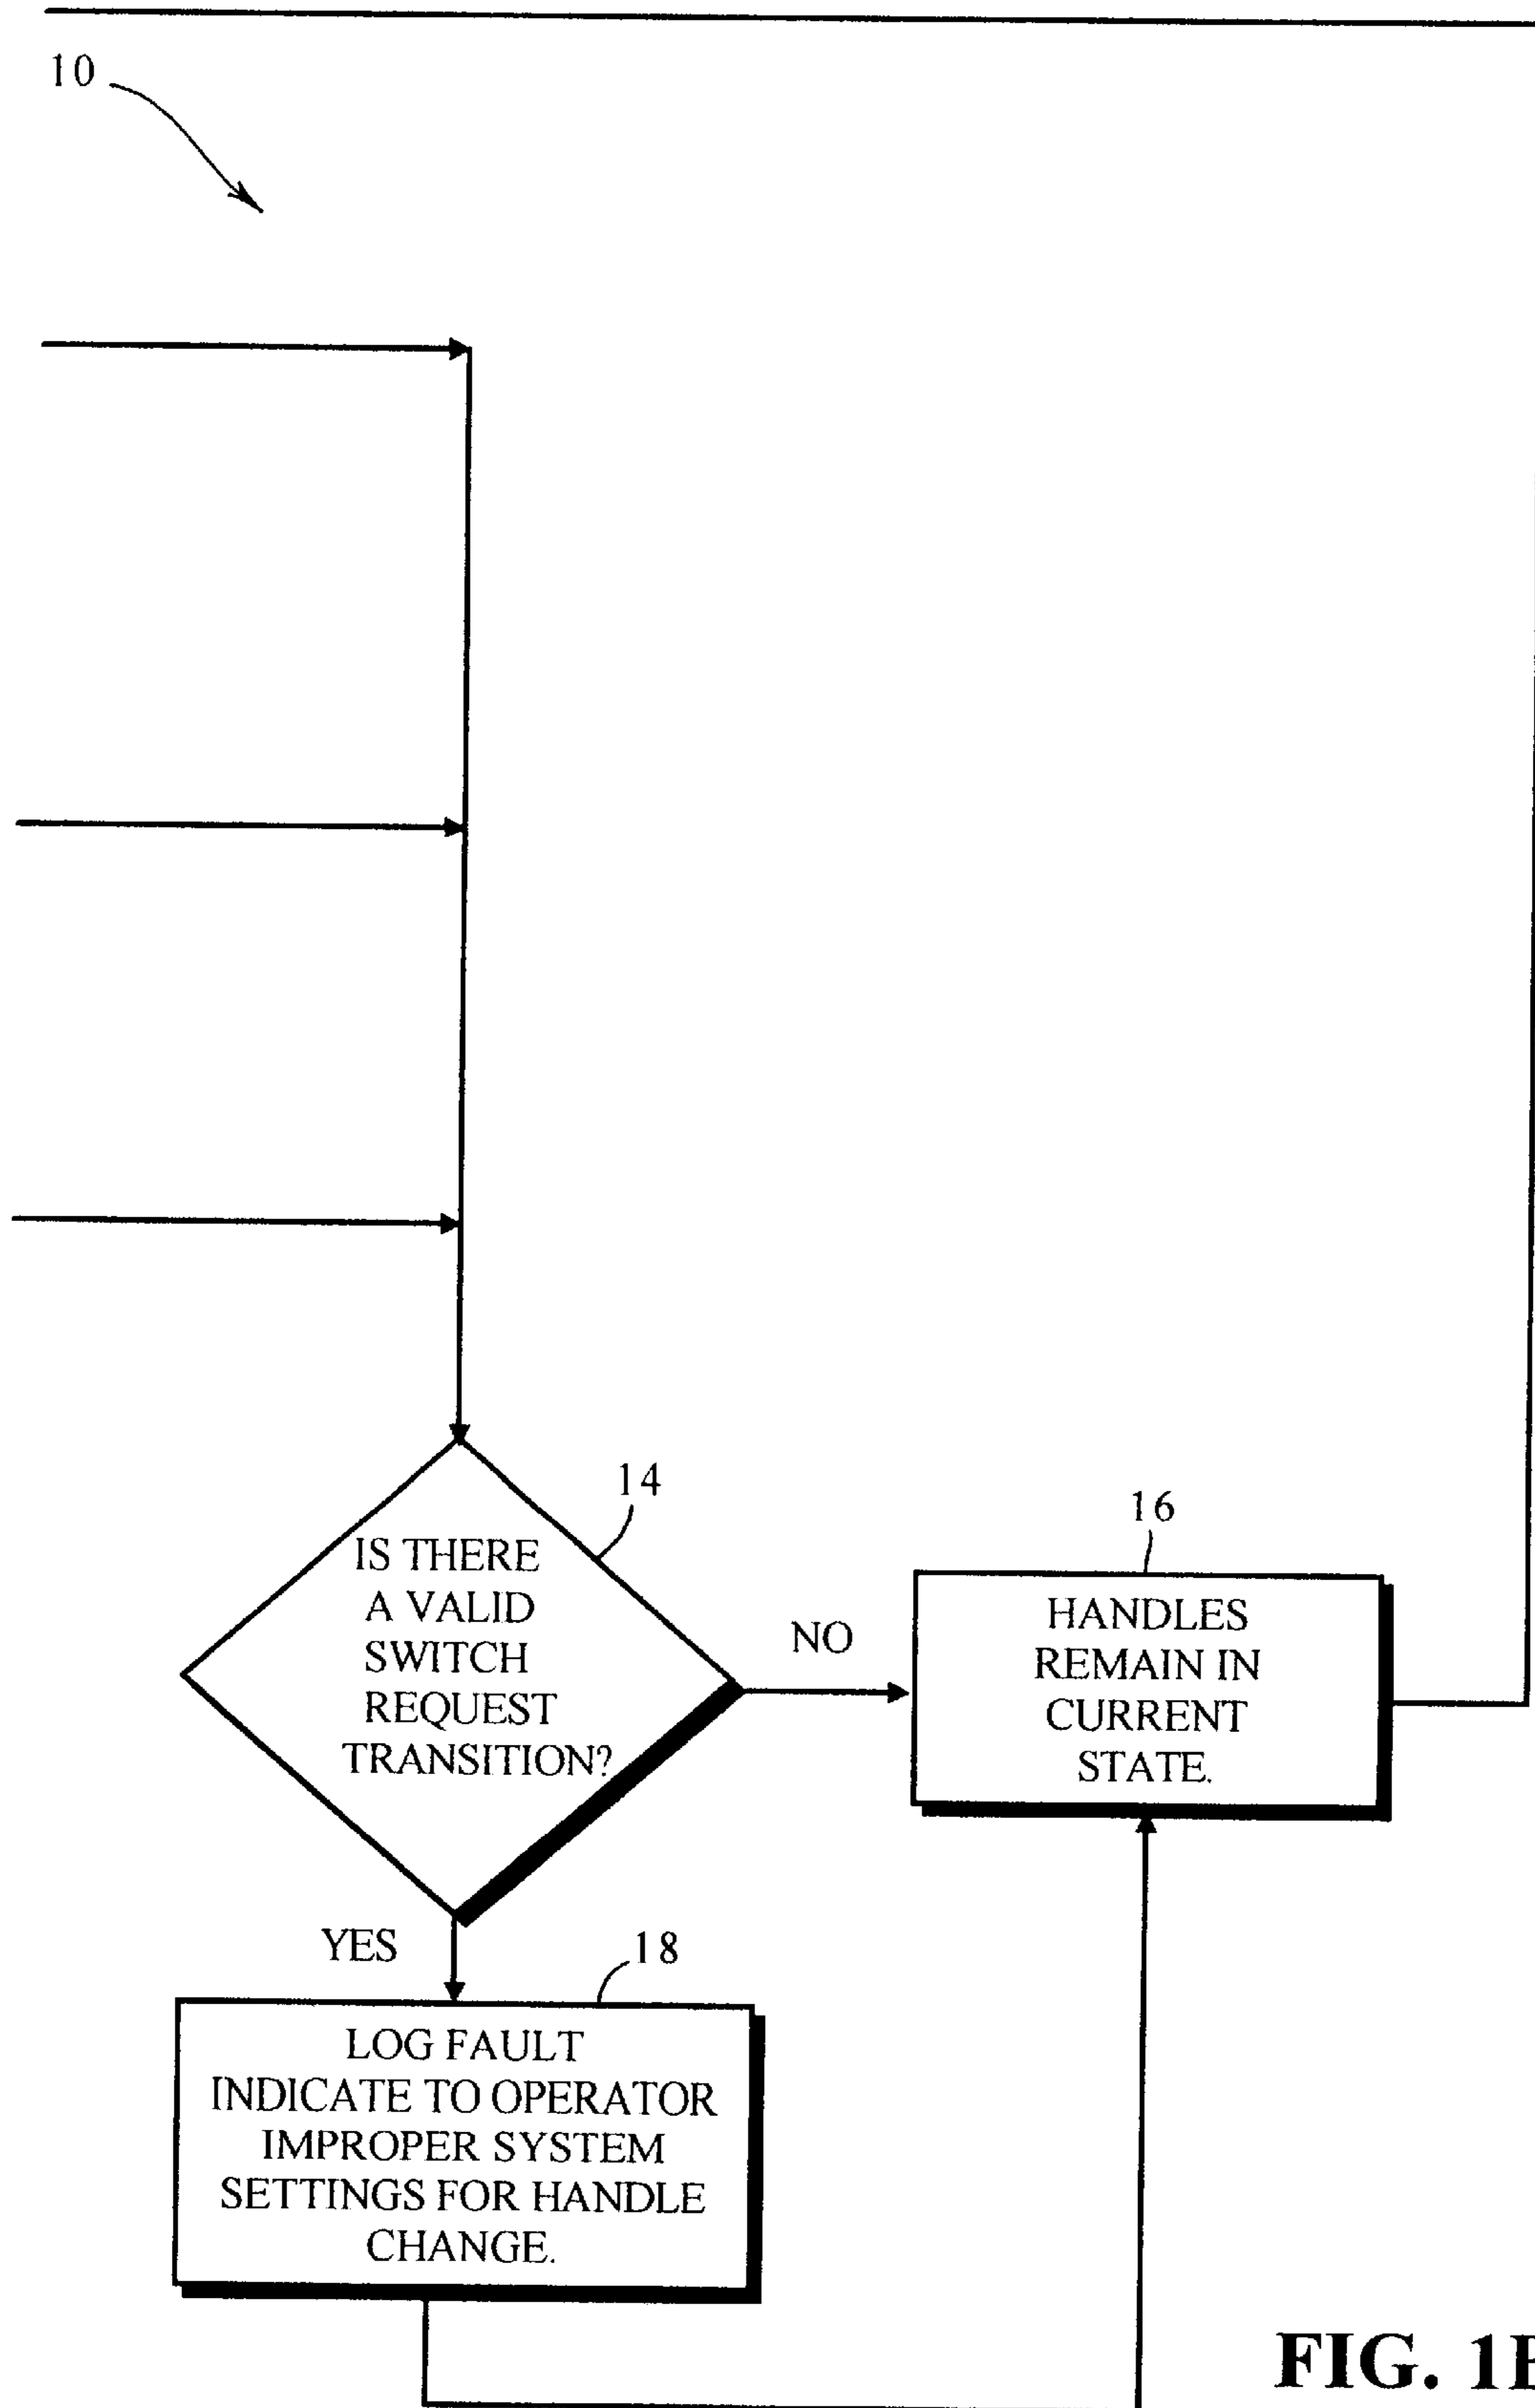 10
14
IS THERE
A VALID
SWITCH
REQUEST
TRANSITION?
NO
16
HANDLES
REMAIN IN
CURRENT
STATE.
YES
18
LOG FAULT
INDICATE TO OPERATOR
IMPROPER SYSTEM
SETTINGS FOR HANDLE
CHANGE.
FIG.